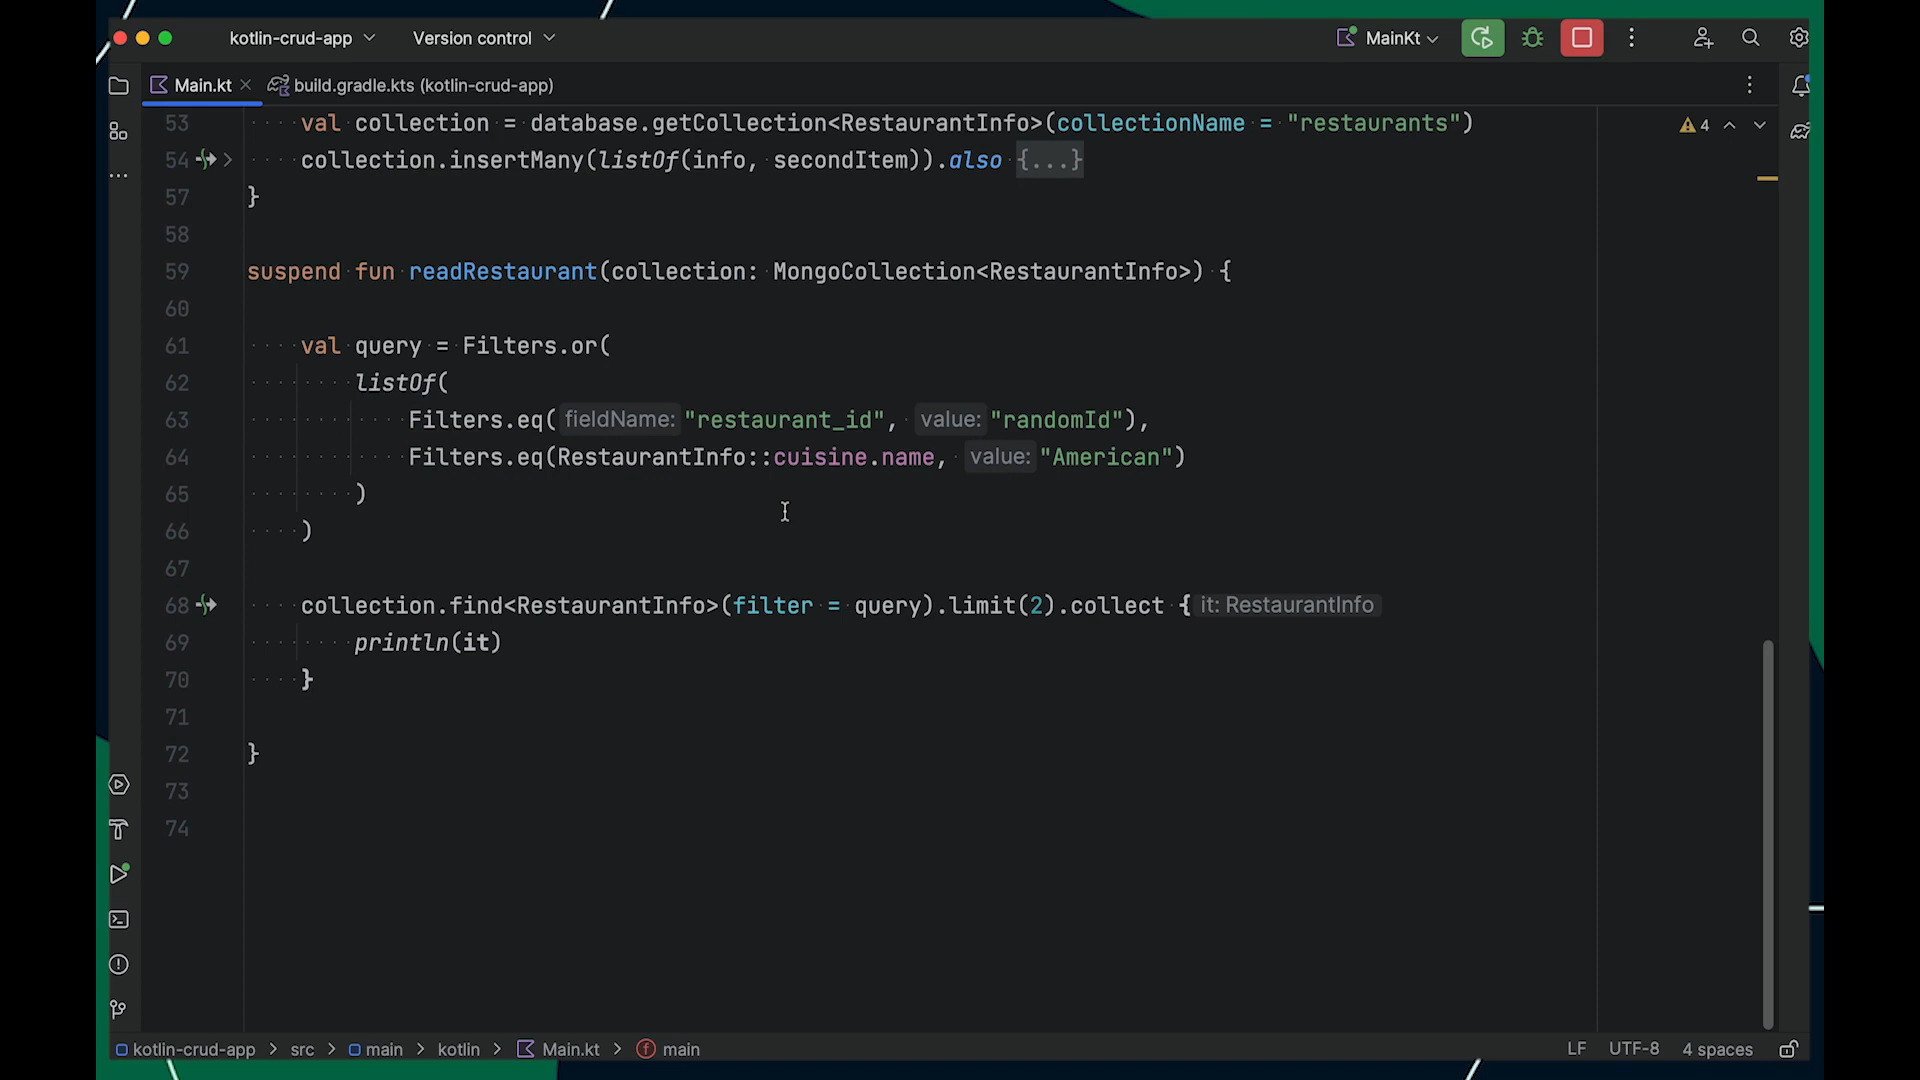 kotlin-crud-app Version control MainKt
Main.kt build.gradle.kts (kotlin-crud-app)
53 val collection = database.getCollection<RestaurantInfo>(collectionName = "restaurants") 4
54 collection.insertMany(listOf(info, secondItem)).also {...}
57 }
58
59 suspend fun readRestaurant(collection: MongoCollection<RestaurantInfo>) {
60
61 val query = Filters.or(
62 listOf(
63 Filters.eq( fieldName: "restaurant_id", value: "randomId"),
64 Filters.eq(RestaurantInfo::cuisine.name, value: "American")
65 )
66 )
67
68 collection.find<RestaurantInfo>(filter = query).limit(2).collect { it: RestaurantInfo
69 println(it)
70 }
71
72 }
73
74
kotlin-crud-app > src > main > kotlin > Main.kt > main LF UTF-8 4 spaces